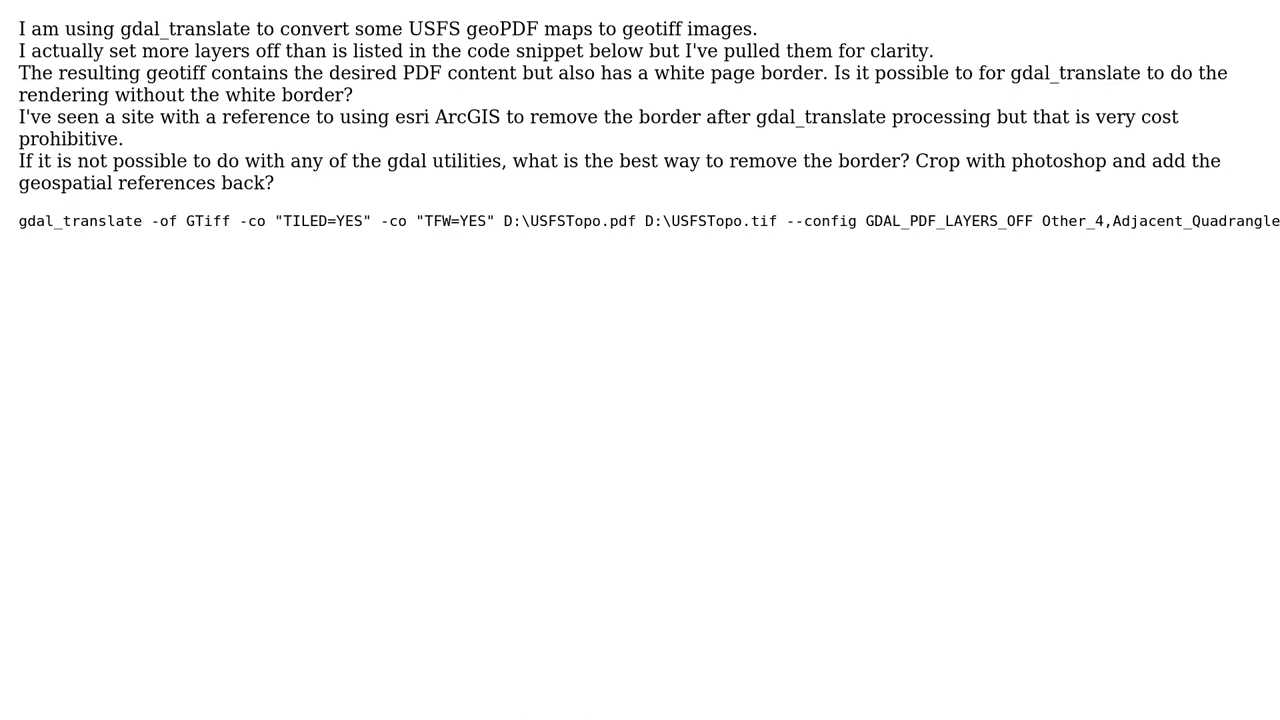 I am using gdal_translate to convert some USFS geoPDF maps to geotiff images.
I actually set more layers off than is listed in the code snippet below but I've pulled them for clarity.
The resulting geotiff contains the desired PDF content but also has a white page border. Is it possible to for gdal_translate to do the
rendering without the white border?
I've seen a site with a reference to using esri ArcGIS to remove the border after gdal_translate processing but that is very cost
prohibitive.
If it is not possible to do with any of the gdal utilities, what is the best way to remove the border? Crop with photoshop and add the
geospatial references back?
gdal_translate -of GTiff -co "TILED=YES" -co "TFW=YES" D:\USFSTopo.pdf D:\USFSTopo.tif --config GDAL_PDF_LAYERS_OFF Other_4,Adjacent_Quadrangle